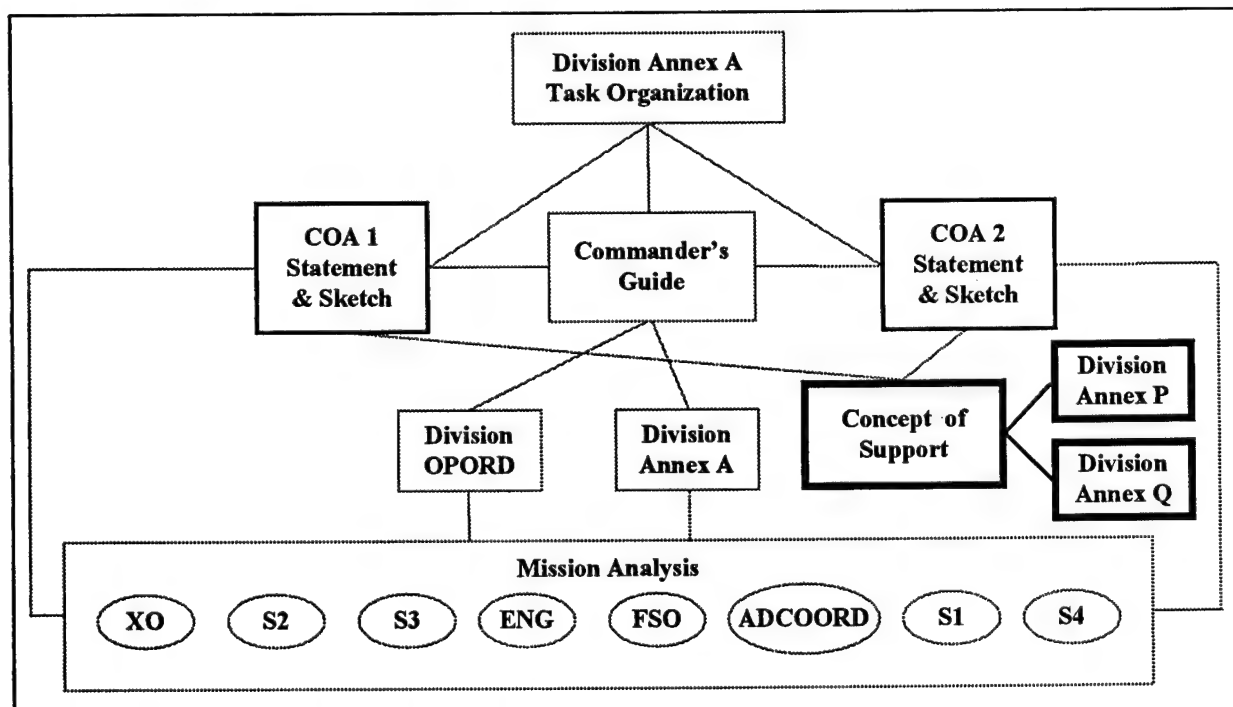 Division Annex A
Task Organization
COA 1
Statement
& Sketch
Commander's
Guide
COA 2
Statement
& Sketch
Division
OPORD
Division
Annex A
Concept of
Support
Division
Annex P
Division
Annex Q
Mission Analysis
XO
S2
S3
ENG
FSO
ADCOORD
S1
S4